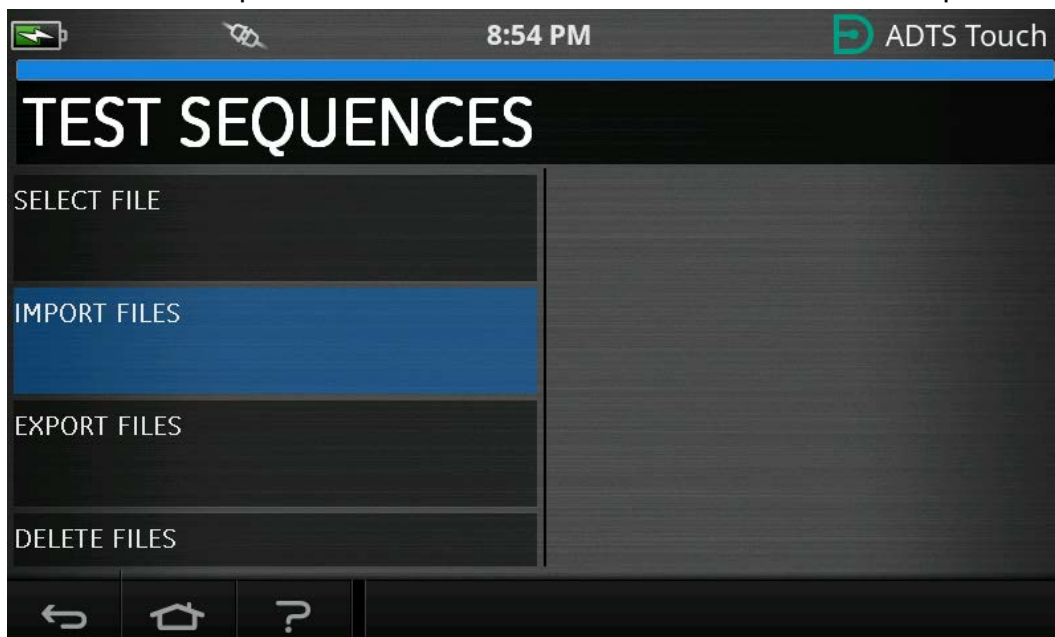 8:54 PM
ADTS Touch
TEST SEQUENCES
SELECT FILE
IMPORT FILES
EXPORT FILES
DELETE FILES
?